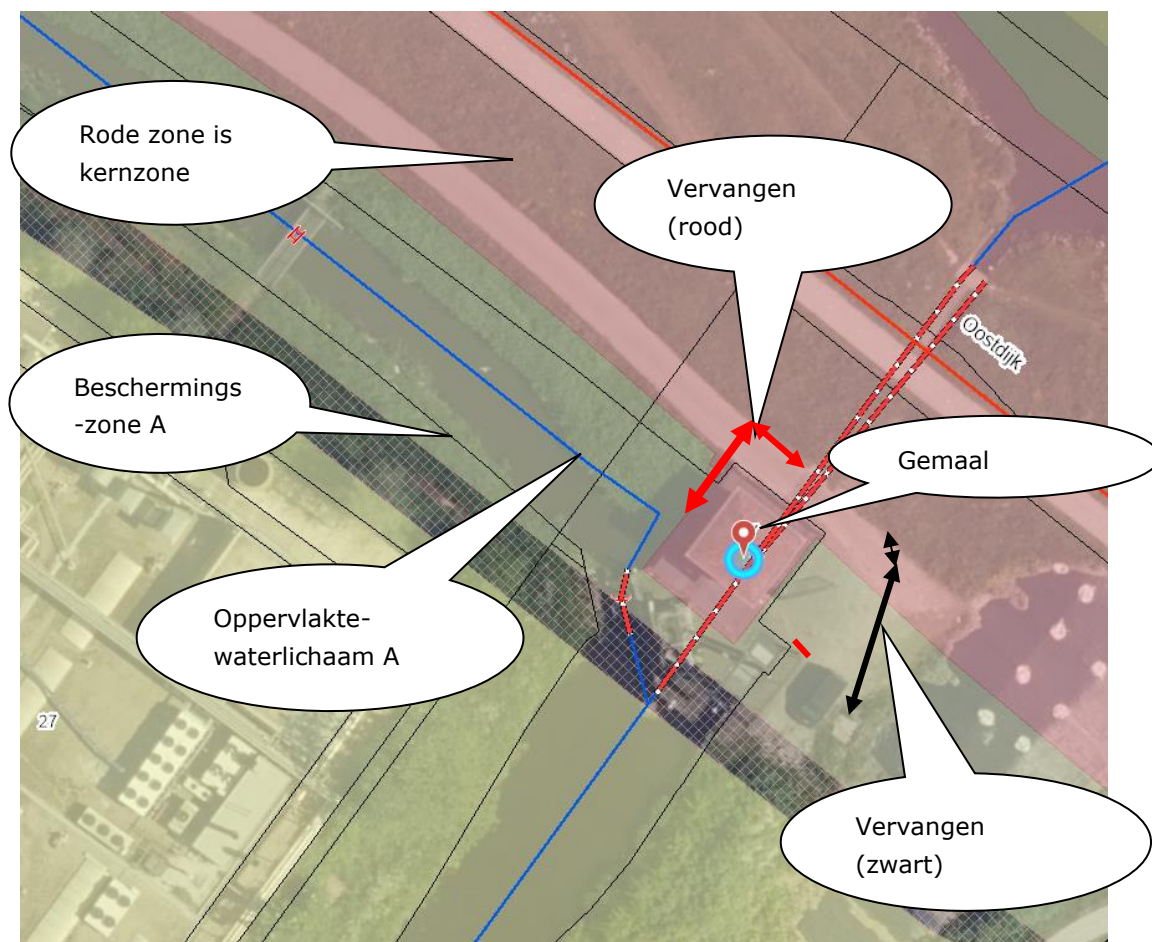 Rode zone is
kernzone
Vervangen
(rood)
Oostdijk
Beschermings
-zone A
Gemaal
Oppervlakte-
waterlichaam A
27
Vervangen
(zwart)